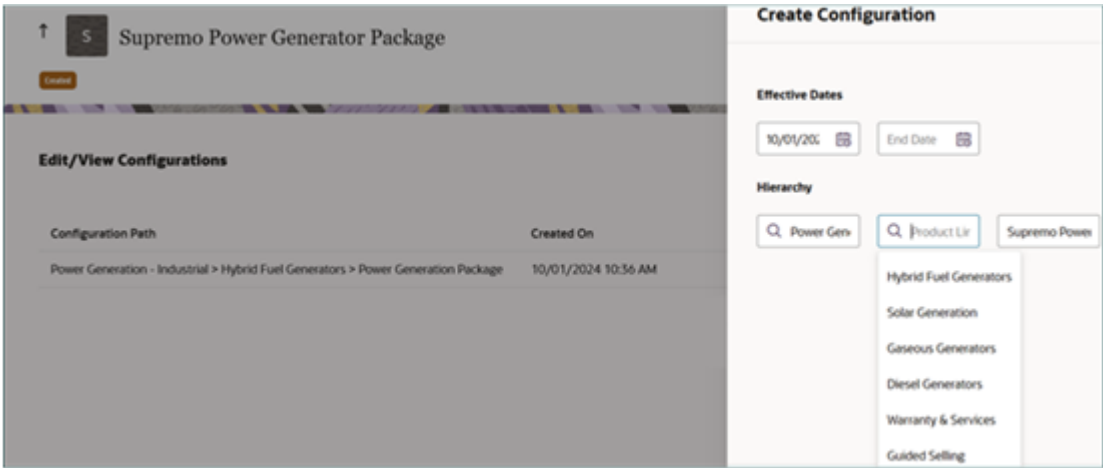 ↑ S Supremo Power Generator Package
Created
Edit/View Configurations
Configuration Path Created On
Power Generation - Industrial > Hybrid Fuel Generators > Power Generation Package 10/01/2024 10:36 AM
Create Configuration
Effective Dates
10/01/202 End Date
Hierarchy
Power Gen Product Lin Supremo Power
Hybrid Fuel Generators
Solar Generation
Gaseous Generators
Diesel Generators
Warranty & Services
Guided Selling